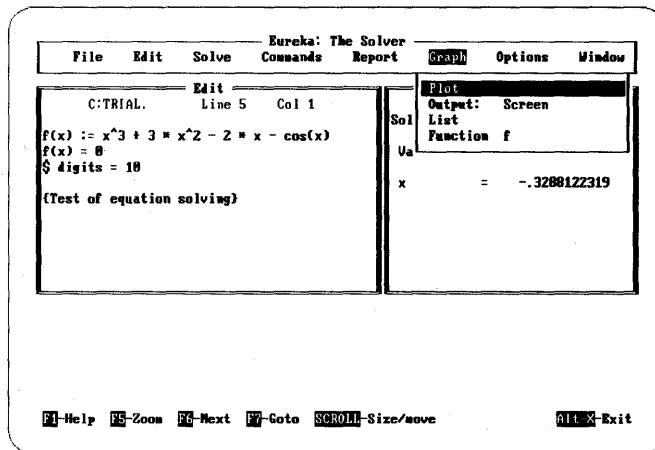 Eureka: The Solver
File Edit Solve Commands Report Graph Options Window
Edit
C:TRIAL. Line 5 Col 1
f(x) := x^3 + 3 * x^2 - 2 * x - cos(x)
f(x) = 0
$ digits = 10
{Test of equation solving}
Plot
Output: Screen
List
Function f
Sol
Va
x = -.3288122319
F1-Help F5-Zoom F6-Next F7-Goto SCROLL-Size/move Alt-X-Exit